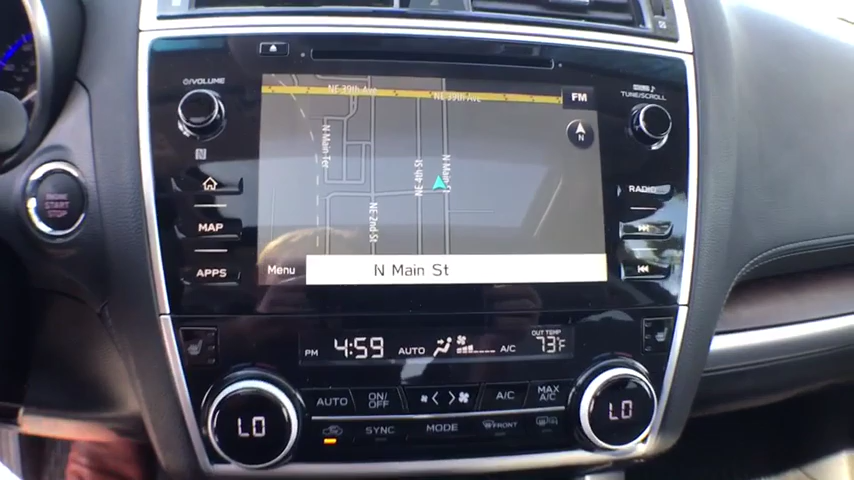 VOLUME
TUNE/SCROLL
FM
NE 39th Ave
NE 39th Ave
N
N
N Main Ter
NE 4th St
N Main St
NE 2nd St
MAP
APPS
RADIO
Menu
N Main St
ENGINE
START
STOP
PM 4:59 AUTO A/C OUT TEMP 73°F
AUTO
ON/
OFF
A/C
MAX
A/C
SYNC
MODE
FRONT
LO
LO